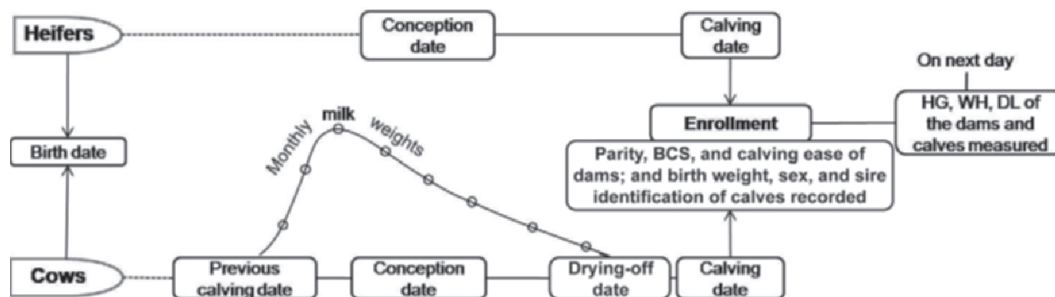 Heifers
Conception
date
Calving
date
On next day
HG, WH, DL of
the dams and
calves measured
Enrollment
Parity, BCS, and calving ease of
dams; and birth weight, sex, and sire
identification of calves recorded
Birth date
Monthly milk weights
Cows
Previous
calving date
Conception
date
Drying-off
date
Calving
date